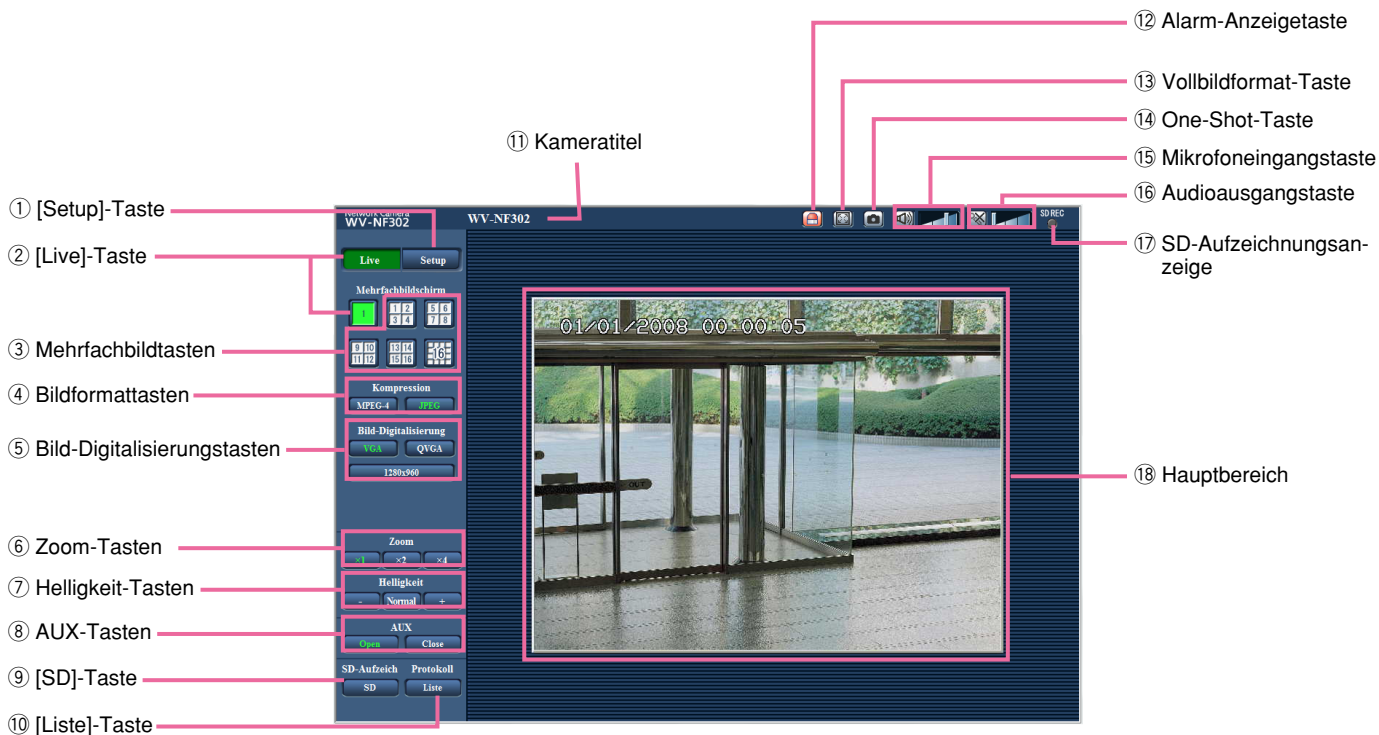 ⑫ Alarm-Anzeigetaste
⑬ Vollbildformat-Taste
⑭ One-Shot-Taste
⑪ Kameratitel
⑮ Mikrofoneingangstaste
⑯ Audioausgangstaste
① [Setup]-Taste
Network Camera
WV-NF302
WV-NF302
SD REC
⑰ SD-Aufzeichnungsan-
zeige
② [Live]-Taste
Live Setup
Mehrfachbildschirm
1
1 2
3 4
5 6
7 8
③ Mehrfachbildtasten
9 10
11 12
13 14
15 16
16
01/01/2008 00:00:05
④ Bildformattasten
Kompression
MPEG-4 JPEG
⑤ Bild-Digitalisierungstasten
Bild-Digitalisierung
VGA QVGA
1280x960
OUT
⑱ Hauptbereich
⑥ Zoom-Tasten
Zoom
×1 ×2 ×4
⑦ Helligkeit-Tasten
Helligkeit
- Normal +
⑧ AUX-Tasten
AUX
Open Close
⑨ [SD]-Taste
SD-Aufzeich Protokoll
SD Liste
⑩ [Liste]-Taste